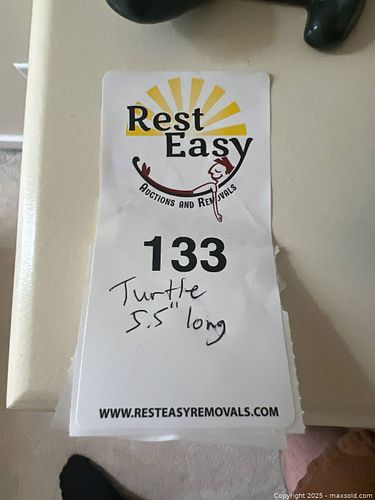 Rest
Easy
AUCTIONS AND REMOVALS
133
Turtle
5.5" long
WWW.RESTEASYREMOVALS.COM
Copyright © 2025 - maxsold.com